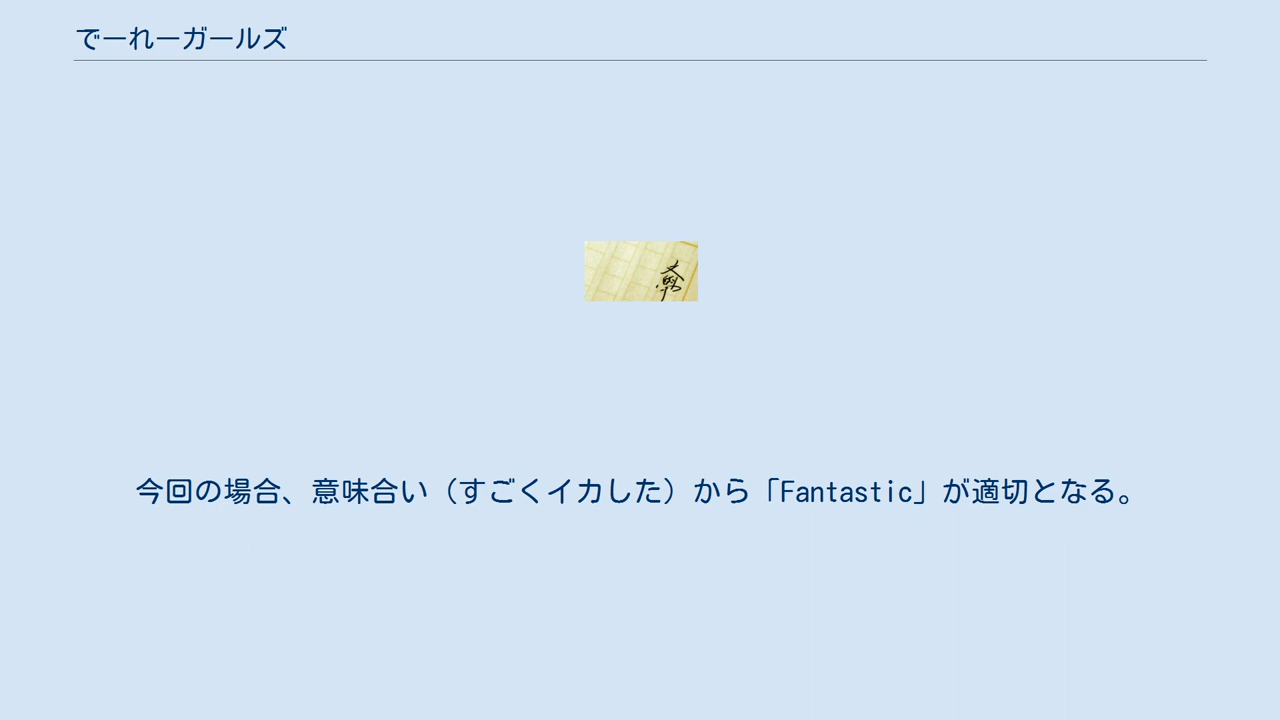 でーれーガールズ
今回の場合、意味合い（すごくイカした）から「Fantastic」が適切となる。